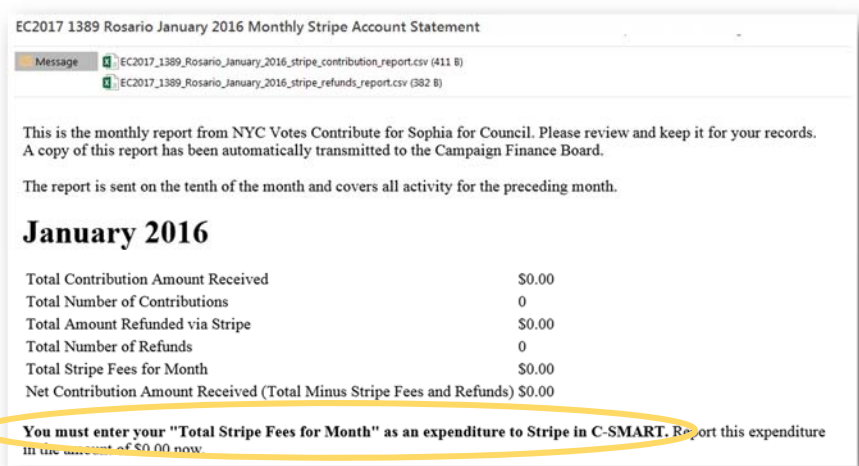 EC2017 1389 Rosario January 2016 Monthly Stripe Account Statement
Message EC2017_1389_Rosario_January_2016_stripe_contribution_report.csv (411 B)
EC2017_1389_Rosario_January_2016_stripe_refunds_report.csv (382 B)
This is the monthly report from NYC Votes Contribute for Sophia for Council. Please review and keep it for your records.
A copy of this report has been automatically transmitted to the Campaign Finance Board.
The report is sent on the tenth of the month and covers all activity for the preceding month.
January 2016
Total Contribution Amount Received $0.00
Total Number of Contributions 0
Total Amount Refunded via Stripe $0.00
Total Number of Refunds 0
Total Stripe Fees for Month $0.00
Net Contribution Amount Received (Total Minus Stripe Fees and Refunds) $0.00
You must enter your "Total Stripe Fees for Month" as an expenditure to Stripe in C-SMART. Report this expenditure
in the amount of $0.00 now.